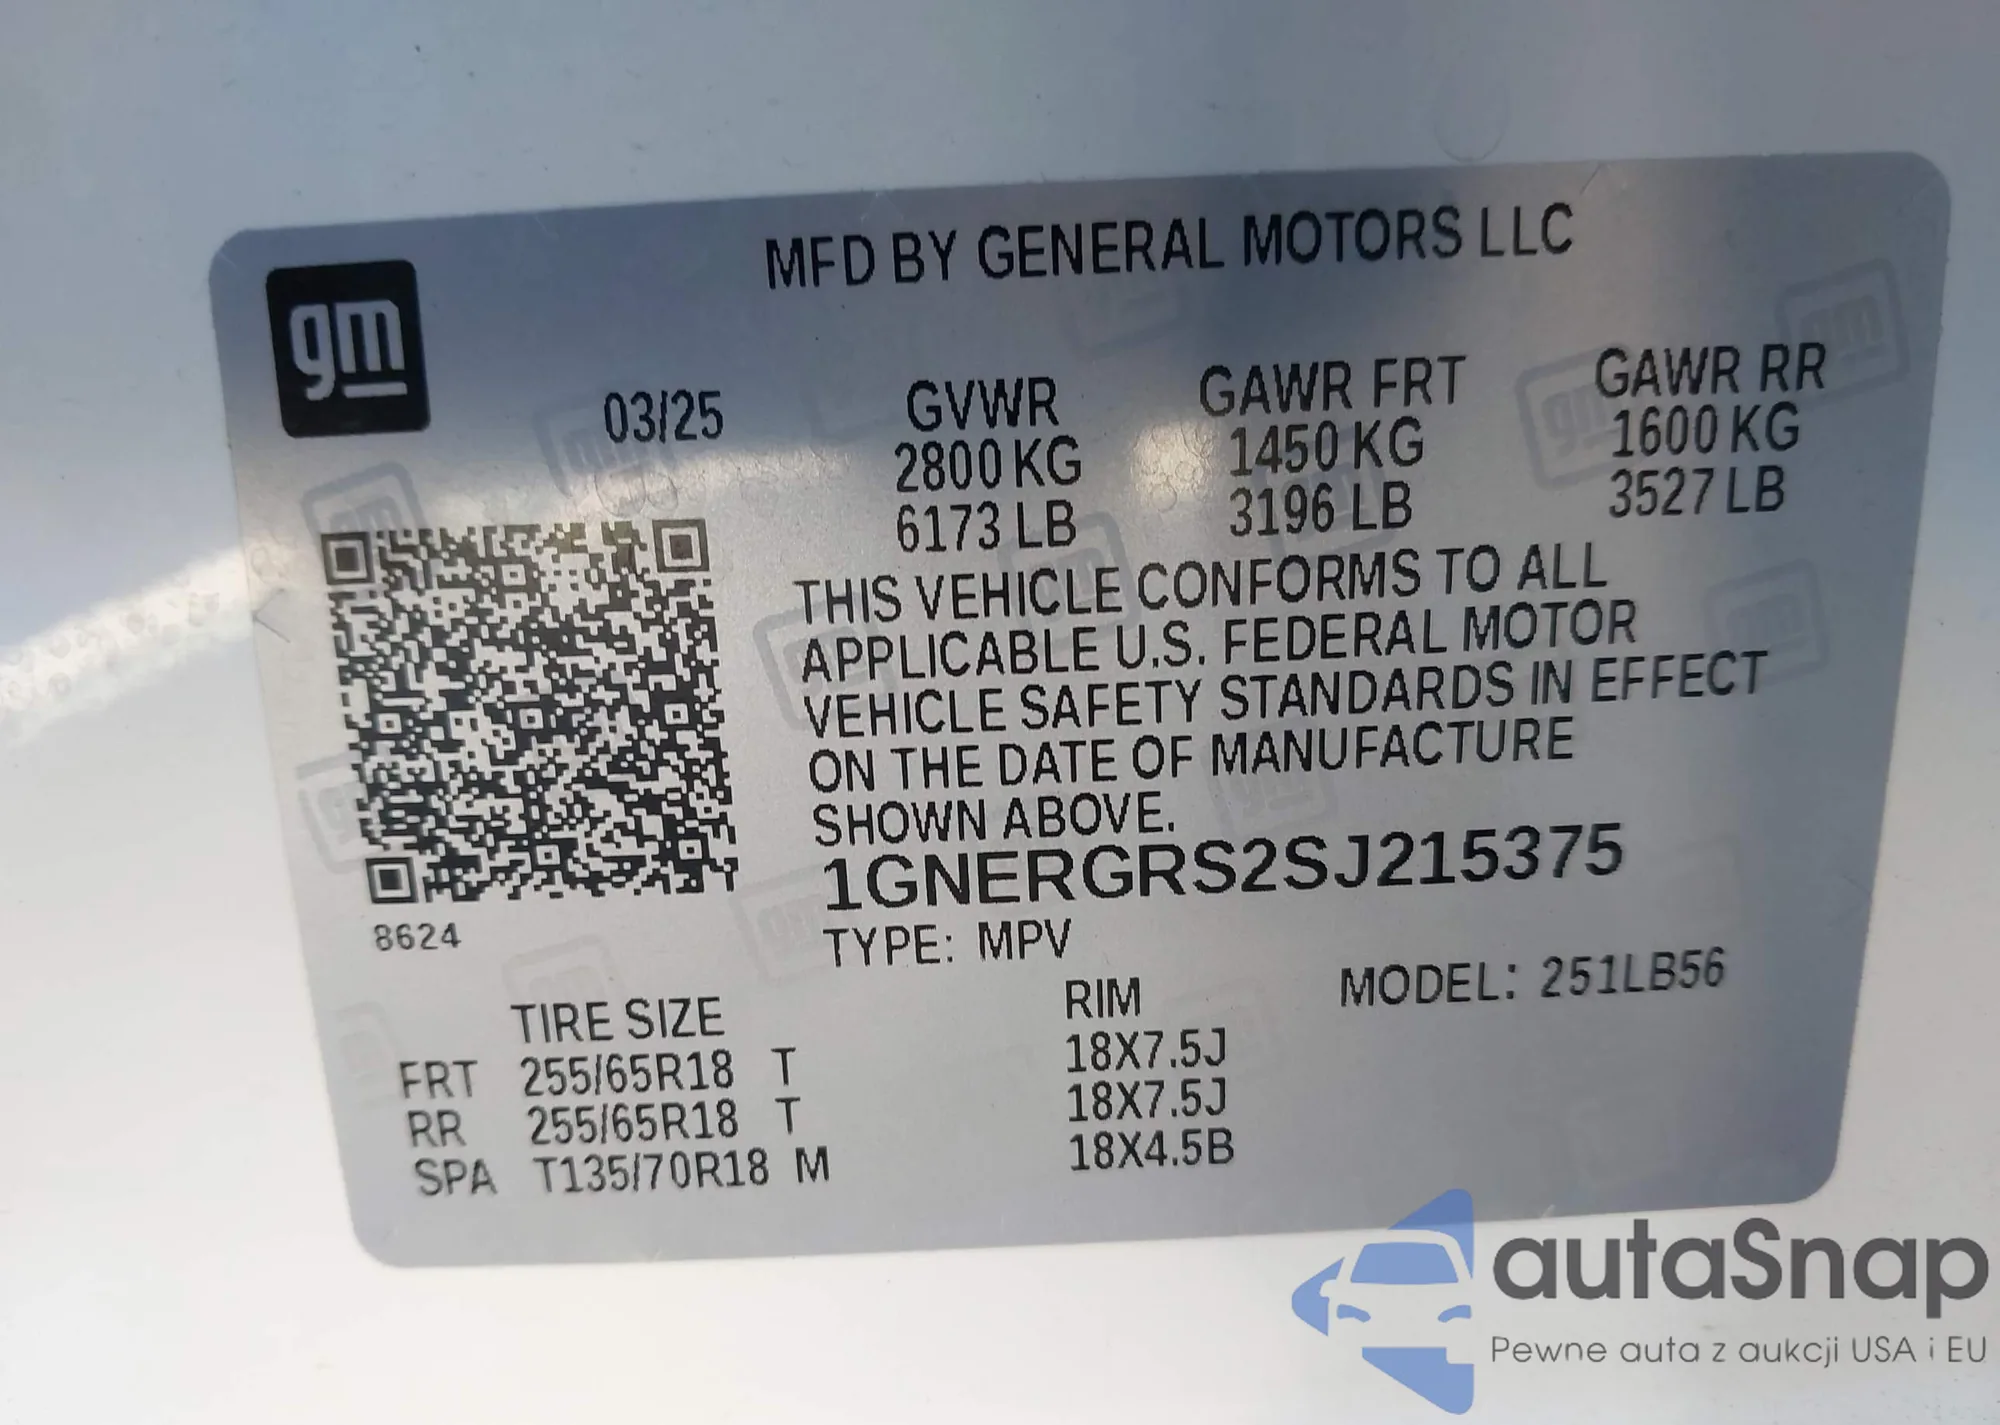 gm
MFD BY GENERAL MOTORS LLC
03/25 GVWR GAWR FRT GAWR RR
2800 KG 1450 KG 1600 KG
6173 LB 3196 LB 3527 LB
THIS VEHICLE CONFORMS TO ALL
APPLICABLE U.S. FEDERAL MOTOR
VEHICLE SAFETY STANDARDS IN EFFECT
ON THE DATE OF MANUFACTURE
SHOWN ABOVE.
1GNERGRS2SJ215375
8624
TYPE: MPV MODEL: 251LB56
TIRE SIZE RIM
FRT 255/65R18 T 18X7.5J
RR 255/65R18 T 18X7.5J
SPA T135/70R18 M 18X4.5B
autaSnap
Pewne auta z aukcji USA i EU